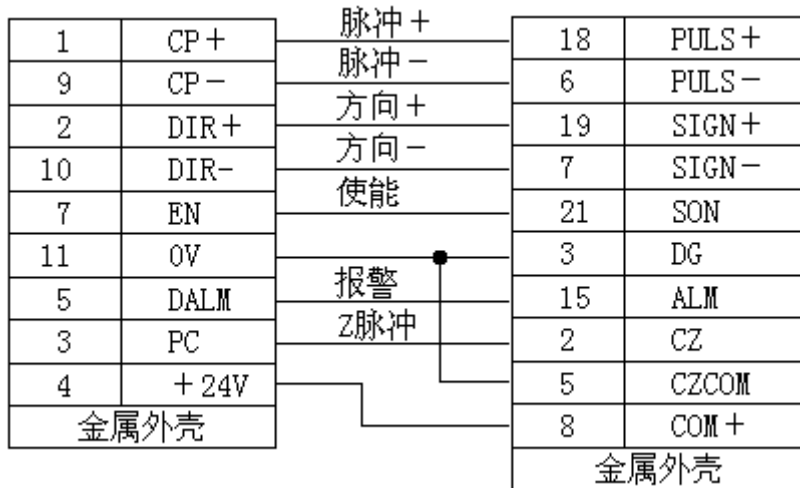 1 CP+ 脉冲+ 18 PULS+
9 CP- 脉冲- 6 PULS-
2 DIR+ 方向+ 19 SIGN+
10 DIR- 方向- 7 SIGN-
7 EN 使能 21 SON
11 0V 3 DG
5 DALM 报警 15 ALM
3 PC Z脉冲 2 CZ
4 +24V 5 CZCOM
金属外壳 8 COM+
金属外壳